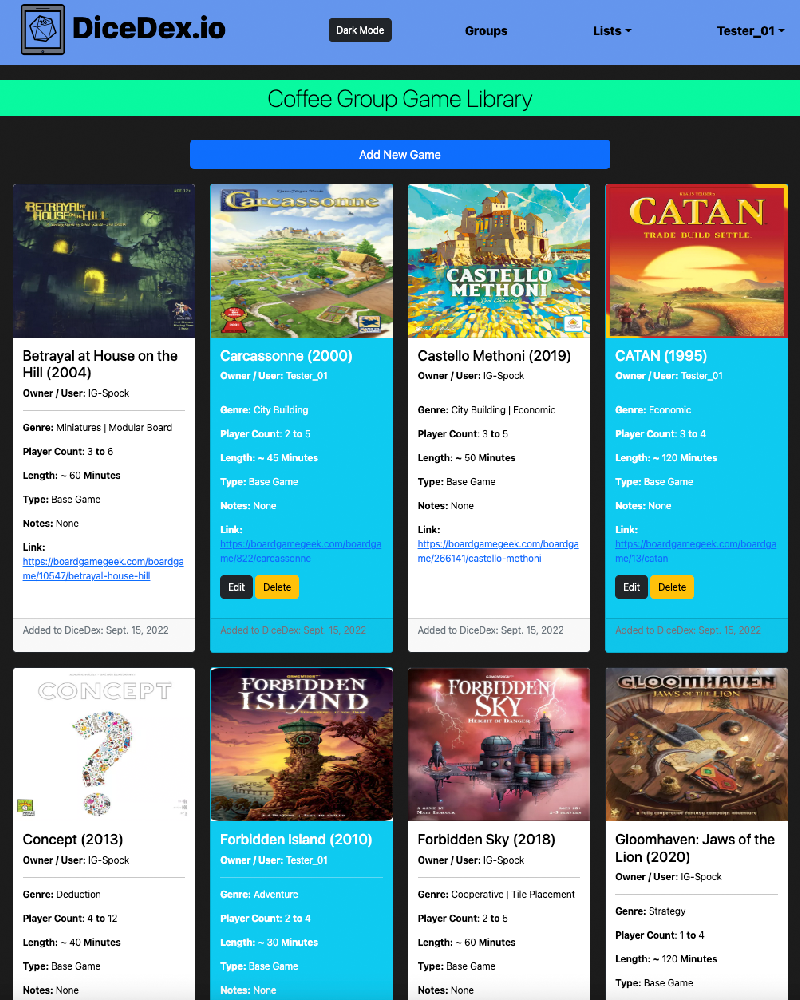 DiceDex.io
Dark Mode
Groups
Lists
Tester_01
Coffee Group Game Library
Add New Game
BETRAYAL AT
HOUSE ON THE HILL
Betrayal at House on the
Hill (2004)
Owner / User: IG-Spock
Genre: Miniatures | Modular Board
Player Count: 3 to 6
Length: ~ 60 Minutes
Type: Base Game
Notes: None
Link:
https://boardgamegeek.com/boardga
me/10547/betrayal-house-hill
Added to DiceDex: Sept. 15, 2022
Carcassonne
Carcassonne (2000)
Owner / User: Tester_01
Genre: City Building
Player Count: 2 to 5
Length: ~ 45 Minutes
Type: Base Game
Notes: None
Link:
https://boardgamegeek.com/boardga
me/822/carcassonne
Edit
Delete
Added to DiceDex: Sept. 15, 2022
CASTELLO
METHONI
Castello Methoni (2019)
Owner / User: IG-Spock
Genre: City Building | Economic
Player Count: 3 to 5
Length: ~ 50 Minutes
Type: Base Game
Notes: None
Link:
https://boardgamegeek.com/boardga
me/266141/castello-methoni
Added to DiceDex: Sept. 15, 2022
CATAN
TRADE BUILD SETTLE
CATAN (1995)
Owner / User: Tester_01
Genre: Economic
Player Count: 3 to 4
Length: ~ 120 Minutes
Type: Base Game
Notes: None
Link:
https://boardgamegeek.com/boardga
me/13/catan
Edit
Delete
Added to DiceDex: Sept. 15, 2022
CONCEPT
Concept (2013)
Owner / User: IG-Spock
Genre: Deduction
Player Count: 4 to 12
Length: ~ 40 Minutes
Type: Base Game
Notes: None
FORBIDDEN
ISLAND
Forbidden Island (2010)
Owner / User: Tester_01
Genre: Adventure
Player Count: 2 to 4
Length: ~ 30 Minutes
Type: Base Game
Notes: None
FORBIDDEN
SKY
HEIGHT OF DANGER
Forbidden Sky (2018)
Owner / User: IG-Spock
Genre: Cooperative | Tile Placement
Player Count: 2 to 5
Length: ~ 60 Minutes
Type: Base Game
Notes: None
GLOOMHAVEN
JAWS OF THE LION
Gloomhaven: Jaws of the
Lion (2020)
Owner / User: IG-Spock
Genre: Strategy
Player Count: 1 to 4
Length: ~ 120 Minutes
Type: Base Game